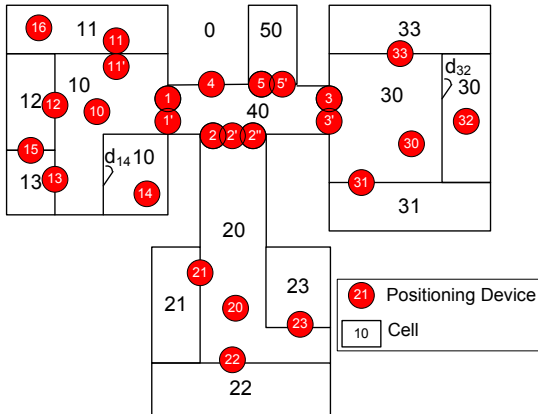 16 11 0 50 33
11
33
11'
12 10 4 5 5' d32 30
12 10 1 3 30
1' 40 3' 32
2 2' 2" 30
15 d14 10
13 13 14 31
31
20
21 23
21 20
23
22
22
21 Positioning Device
10 Cell